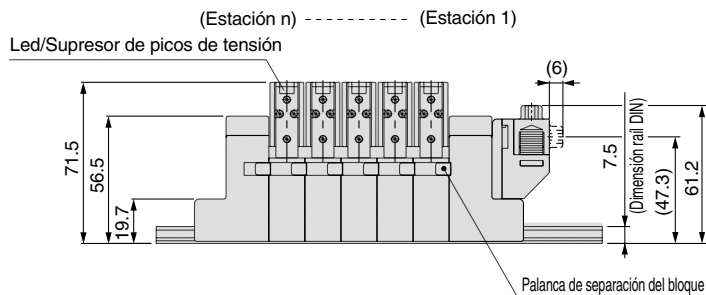 (Estación n) (Estación 1)
Led/Supresor de picos de tensión
(6)
71.5
56.5
19.7
7.5
(Dimensión rail DIN)
(47.3)
61.2
Palanca de separación del bloque